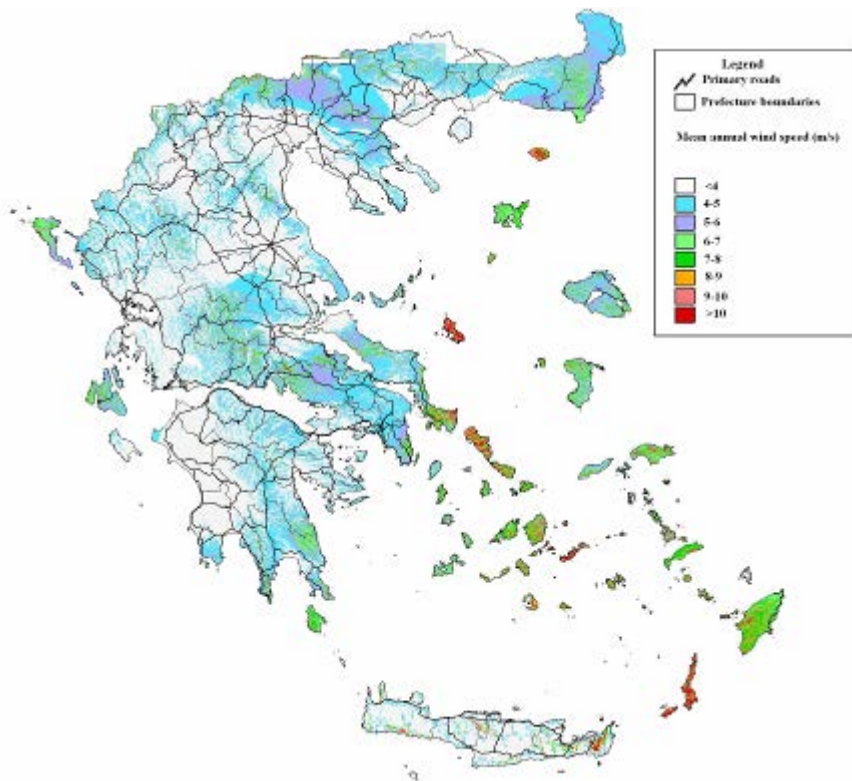 Legend
Primary roads
Prefecture boundaries
Mean annual wind speed (m/s)
<4
4-5
5-6
6-7
7-8
8-9
9-10
>10